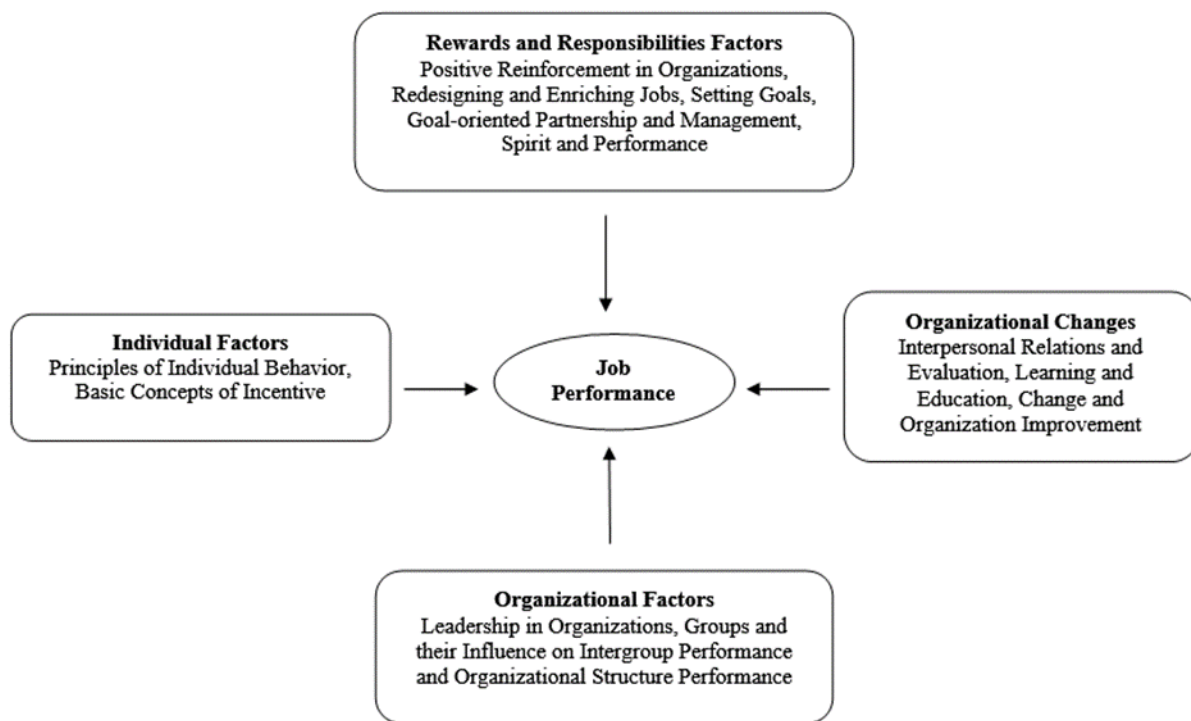 Rewards and Responsibilities Factors
Positive Reinforcement in Organizations,
Redesigning and Enriching Jobs, Setting Goals,
Goal-oriented Partnership and Management,
Spirit and Performance
Individual Factors
Principles of Individual Behavior,
Basic Concepts of Incentive
Job
Performance
Organizational Changes
Interpersonal Relations and
Evaluation, Learning and
Education, Change and
Organization Improvement
Organizational Factors
Leadership in Organizations, Groups and
their Influence on Intergroup Performance
and Organizational Structure Performance